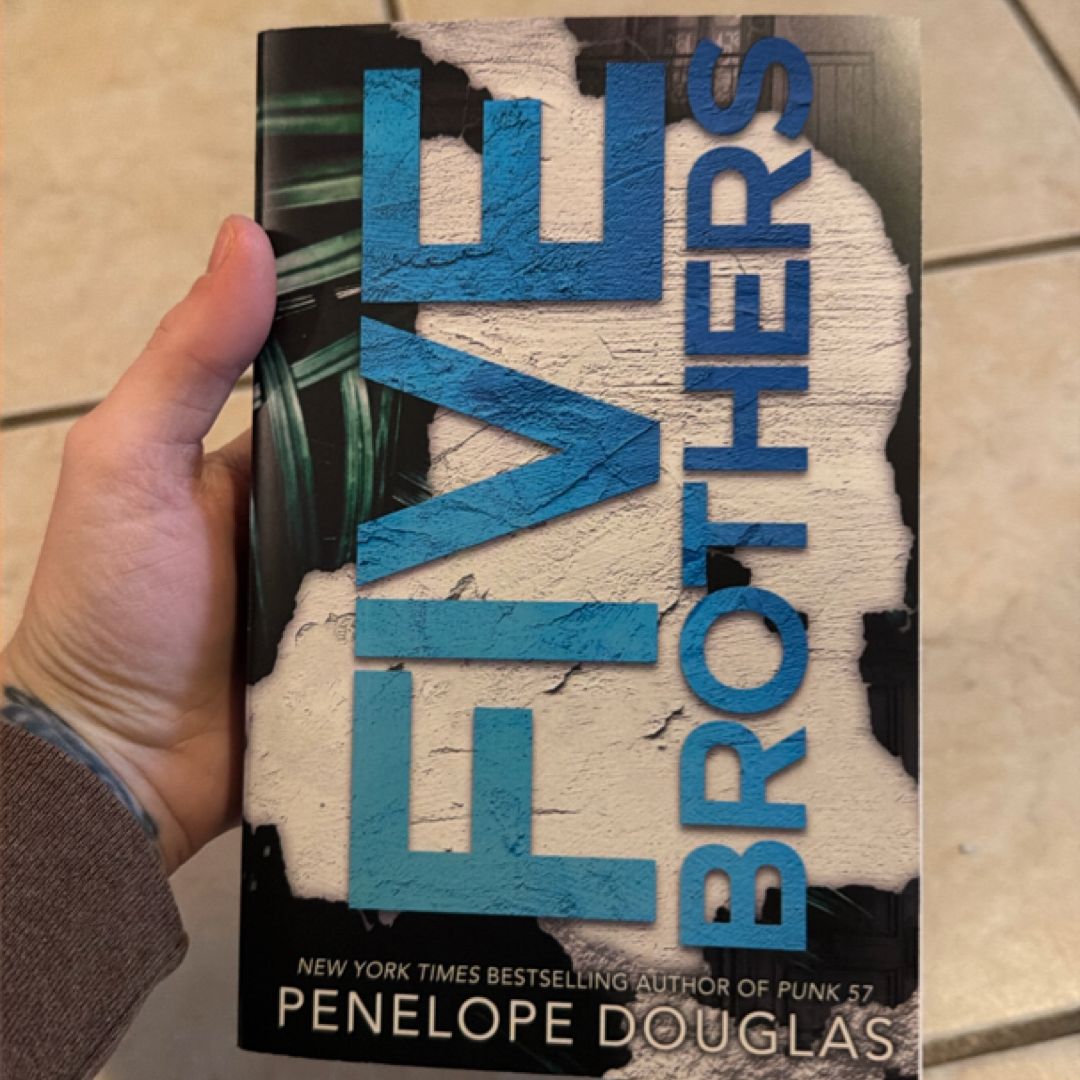 FIVE
BROTHERS
NEW YORK TIMES BESTSELLING AUTHOR OF PUNK 57
PENELOPE DOUGLAS